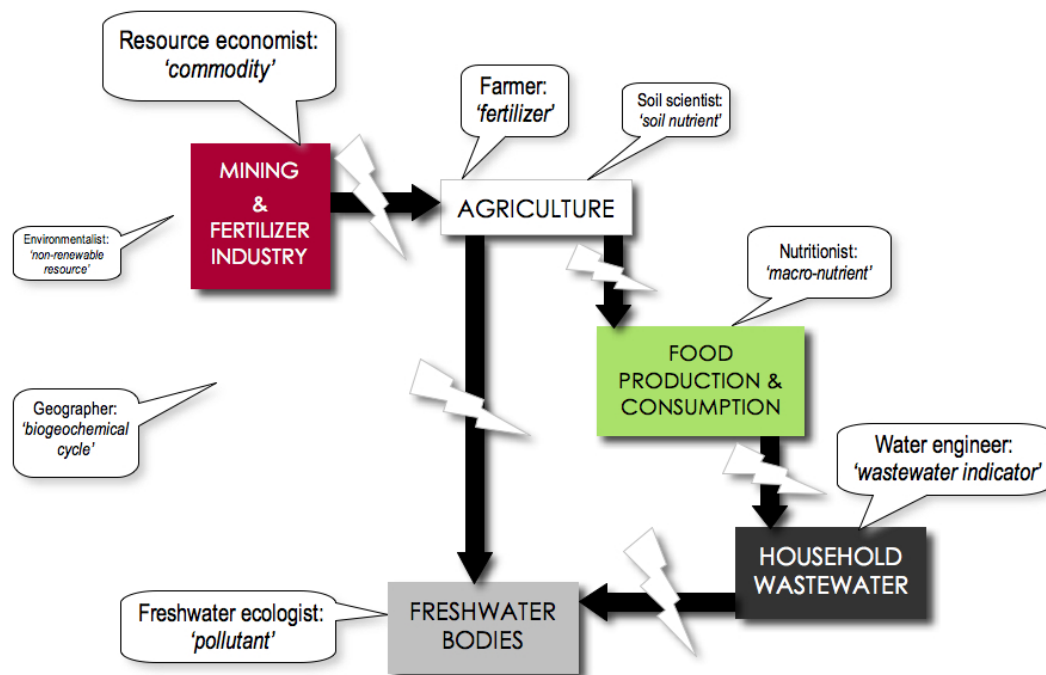 Resource economist:
‘commodity’
Farmer:
‘fertilizer’
Soil scientist:
‘soil nutrient’
MINING
&
FERTILIZER
INDUSTRY
AGRICULTURE
Environmentalist:
‘non-renewable
resource’
Nutritionist:
‘macro-nutrient’
FOOD
PRODUCTION &
CONSUMPTION
Geographer:
‘biogeochemical
cycle’
Water engineer:
‘wastewater indicator’
HOUSEHOLD
WASTEWATER
Freshwater ecologist:
‘pollutant’
FRESHWATER
BODIES